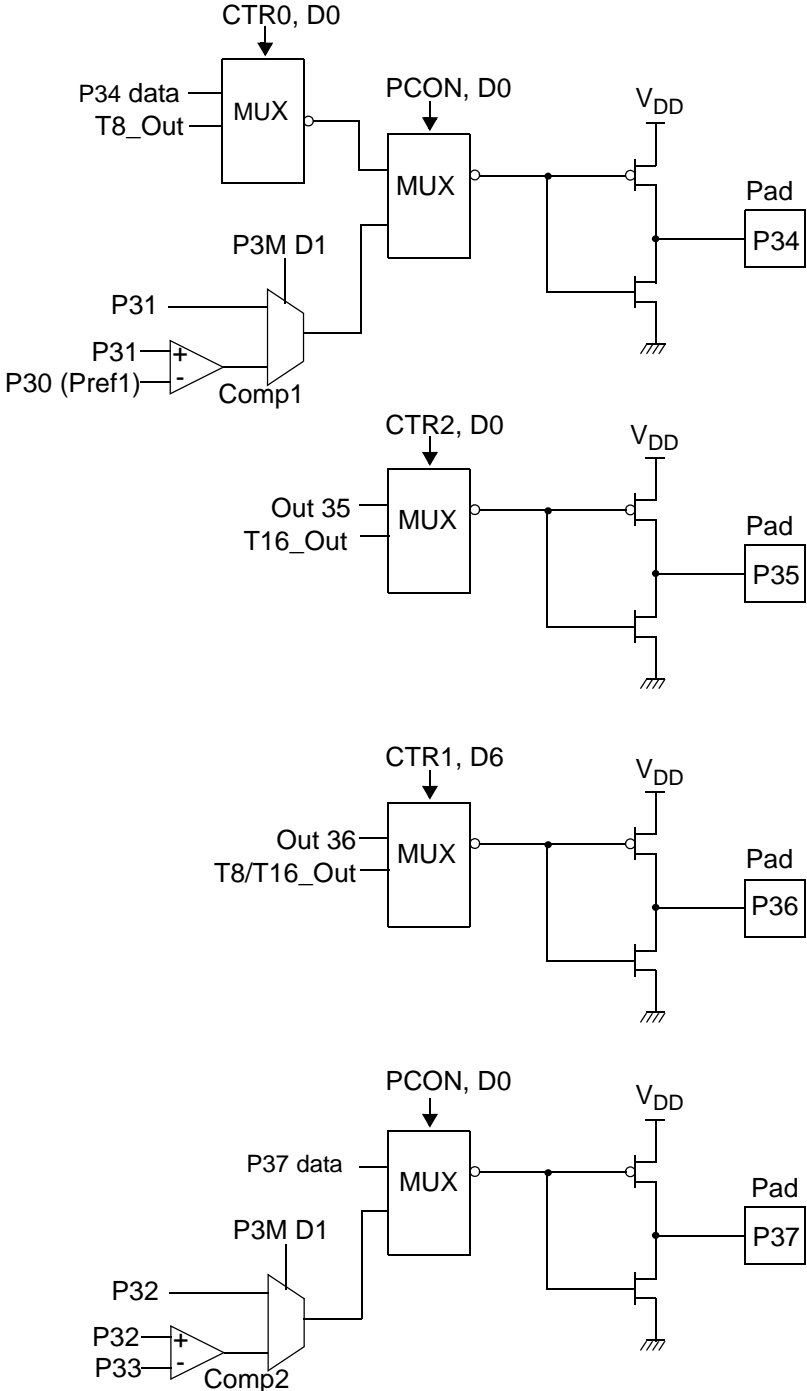 CTR0, D0
P34 data
T8_Out
MUX
PCON, D0
MUX
VDD
Pad
P34
P3M D1
P31
P31
+
P30 (Pref1)
-
Comp1
CTR2, D0
Out 35
T16_Out
MUX
VDD
Pad
P35
CTR1, D6
Out 36
T8/T16_Out
MUX
VDD
Pad
P36
PCON, D0
P37 data
MUX
VDD
Pad
P37
P3M D1
P32
P32
+
P33
-
Comp2